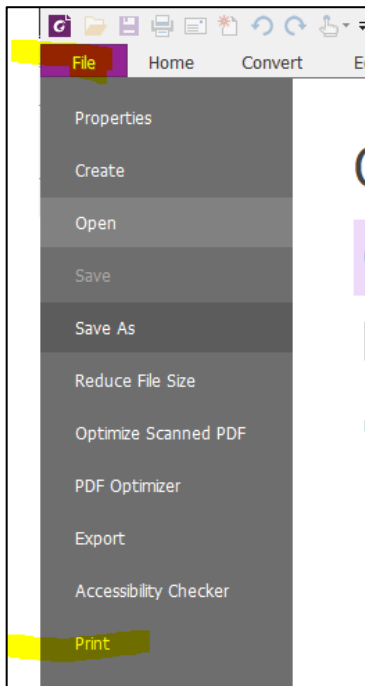 File Home Convert
Properties
Create
Open
Save
Save As
Reduce File Size
Optimize Scanned PDF
PDF Optimizer
Export
Accessibility Checker
Print